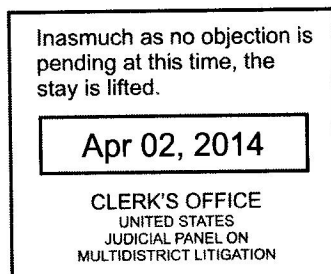 Inasmuch as no objection is
pending at this time, the
stay is lifted.
Apr 02, 2014
CLERK'S OFFICE
UNITED STATES
JUDICIAL PANEL ON
MULTIDISTRICT LITIGATION